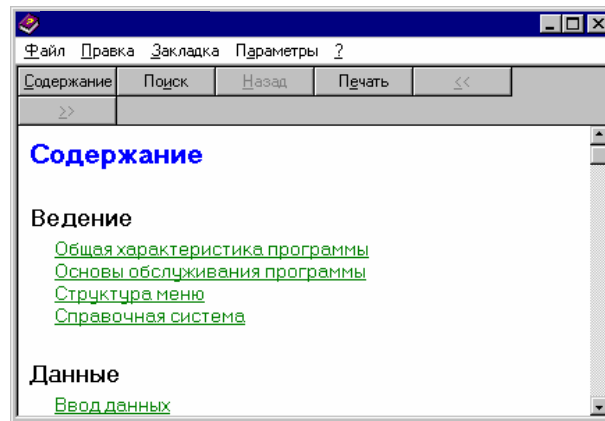 Файл Правка Закладка Параметры ?
Содержание Поиск Назад Печать <<
>>
Содержание
Ведение
Общая характеристика программы
Основы обслуживания программы
Структура меню
Справочная система
Данные
Ввод данных